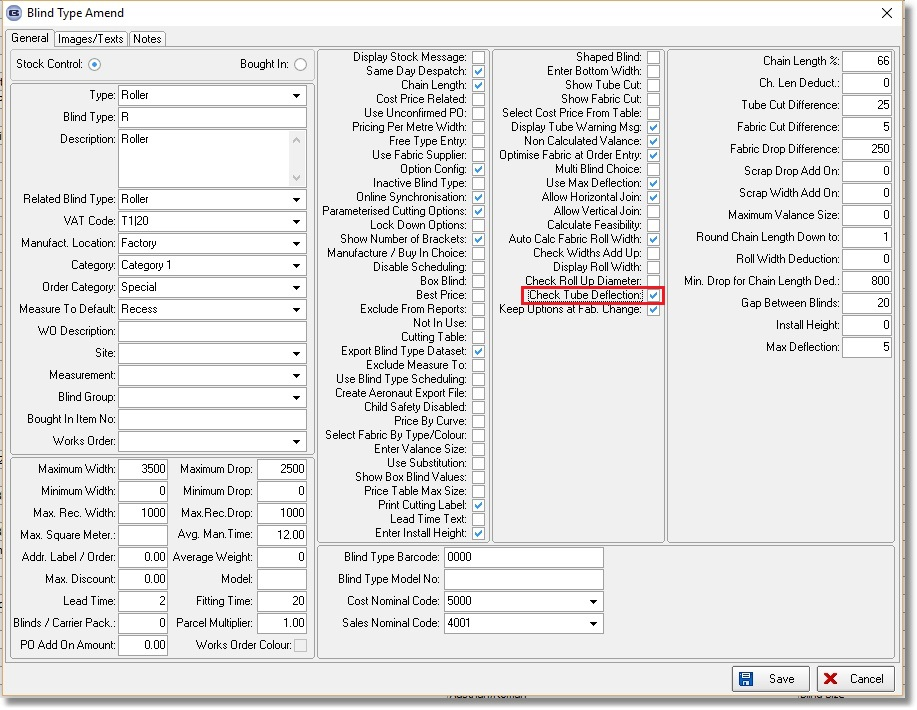 Blind Type Amend
General
Images/Texts
Notes
Stock Control:
Bought In:
Type: Roller
Blind Type: R
Description: Roller
Related Blind Type: Roller
VAT Code: T1|20
Manufact. Location: Factory
Category: Category 1
Order Category: Special
Measure To Default: Recess
WO Description:
Site:
Measurement:
Blind Group:
Bought In Item No:
Works Order:
Maximum Width: 3500 Maximum Drop: 2500
Minimum Width: 0 Minimum Drop: 0
Max. Rec. Width: 1000 Max.Rec.Drop: 1000
Max. Square Meter.: Avg. Man.Time: 12.00
Addr. Label / Order: 0.00 Average Weight: 0
Max. Discount: 0.00 Model:
Lead Time: 2 Fitting Time: 20
Blinds / Carrier Pack.: 0 Parcel Multiplier: 1.00
PO Add On Amount: 0.00 Works Order Colour:
Display Stock Message:
Same Day Despatch:
Chain Length:
Cost Price Related:
Use Unconfirmed PO:
Pricing Per Metre Width:
Free Type Entry:
Use Fabric Supplier:
Option Config:
Inactive Blind Type:
Online Synchronisation:
Parameterised Cutting Options:
Lock Down Options:
Show Number of Brackets:
Manufacture / Buy In Choice:
Disable Scheduling:
Box Blind:
Best Price:
Exclude From Reports:
Not In Use:
Cutting Table:
Export Blind Type Dataset:
Exclude Measure To:
Use Blind Type Scheduling:
Create Aeronaut Export File:
Child Safety Disabled:
Price By Curve:
Select Fabric By Type/Colour:
Enter Valance Size:
Use Substitution:
Show Box Blind Values:
Price Table Max Size:
Print Cutting Label:
Lead Time Text:
Enter Install Height:
Shaped Blind:
Enter Bottom Width:
Show Tube Cut:
Show Fabric Cut:
Select Cost Price From Table:
Display Tube Warning Msg:
Non Calculated Valance:
Optimise Fabric at Order Entry:
Multi Blind Choice:
Use Max Deflection:
Allow Horizontal Join:
Allow Vertical Join:
Calculate Feasibility:
Auto Calc Fabric Roll Width:
Check Widths Add Up:
Display Roll Width:
Check Roll Up Diameter:
Check Tube Deflection:
Keep Options at Fab. Change:
Chain Length %: 66
Ch. Len Deduct.: 0
Tube Cut Difference: 25
Fabric Cut Difference: 5
Fabric Drop Difference: 250
Scrap Drop Add On: 0
Scrap Width Add On: 0
Maximum Valance Size: 0
Round Chain Length Down to: 1
Roll Width Deduction: 0
Min. Drop for Chain Length Ded.: 800
Gap Between Blinds: 20
Install Height: 0
Max Deflection: 5
Blind Type Barcode: 0000
Blind Type Model No:
Cost Nominal Code: 5000
Sales Nominal Code: 4001
Save
Cancel